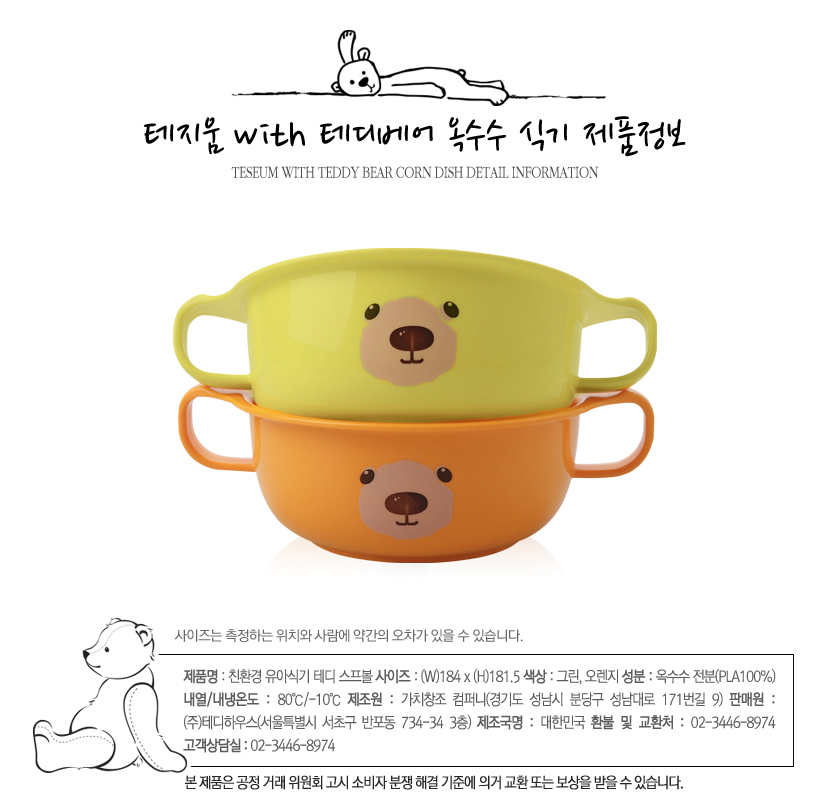 테지움 with 테디베어 옥수수 식기 제품정보
TESEUM WITH TEDDY BEAR CORN DISH DETAIL INFORMATION
사이즈는 측정하는 위치와 사람에 약간의 오차가 있을 수 있습니다.
제품명 : 친환경 유아식기 테디 스프볼 사이즈 : (W)184 x (H)181.5 색상 : 그린, 오렌지 성분 : 옥수수 전분(PLA100%)
내열/내냉온도 : 80℃/-10℃ 제조원 : 가치창조 컴퍼니(경기도 성남시 분당구 성남대로 171번길 9) 판매원 :
(주)테디하우스(서울특별시 서초구 반포동 734-34 3층) 제조국명 : 대한민국 환불 및 교환처 : 02-3446-8974
고객상담실 : 02-3446-8974
본 제품은 공정 거래 위원회 고시 소비자 분쟁 해결 기준에 의거 교환 또는 보상을 받을 수 있습니다.